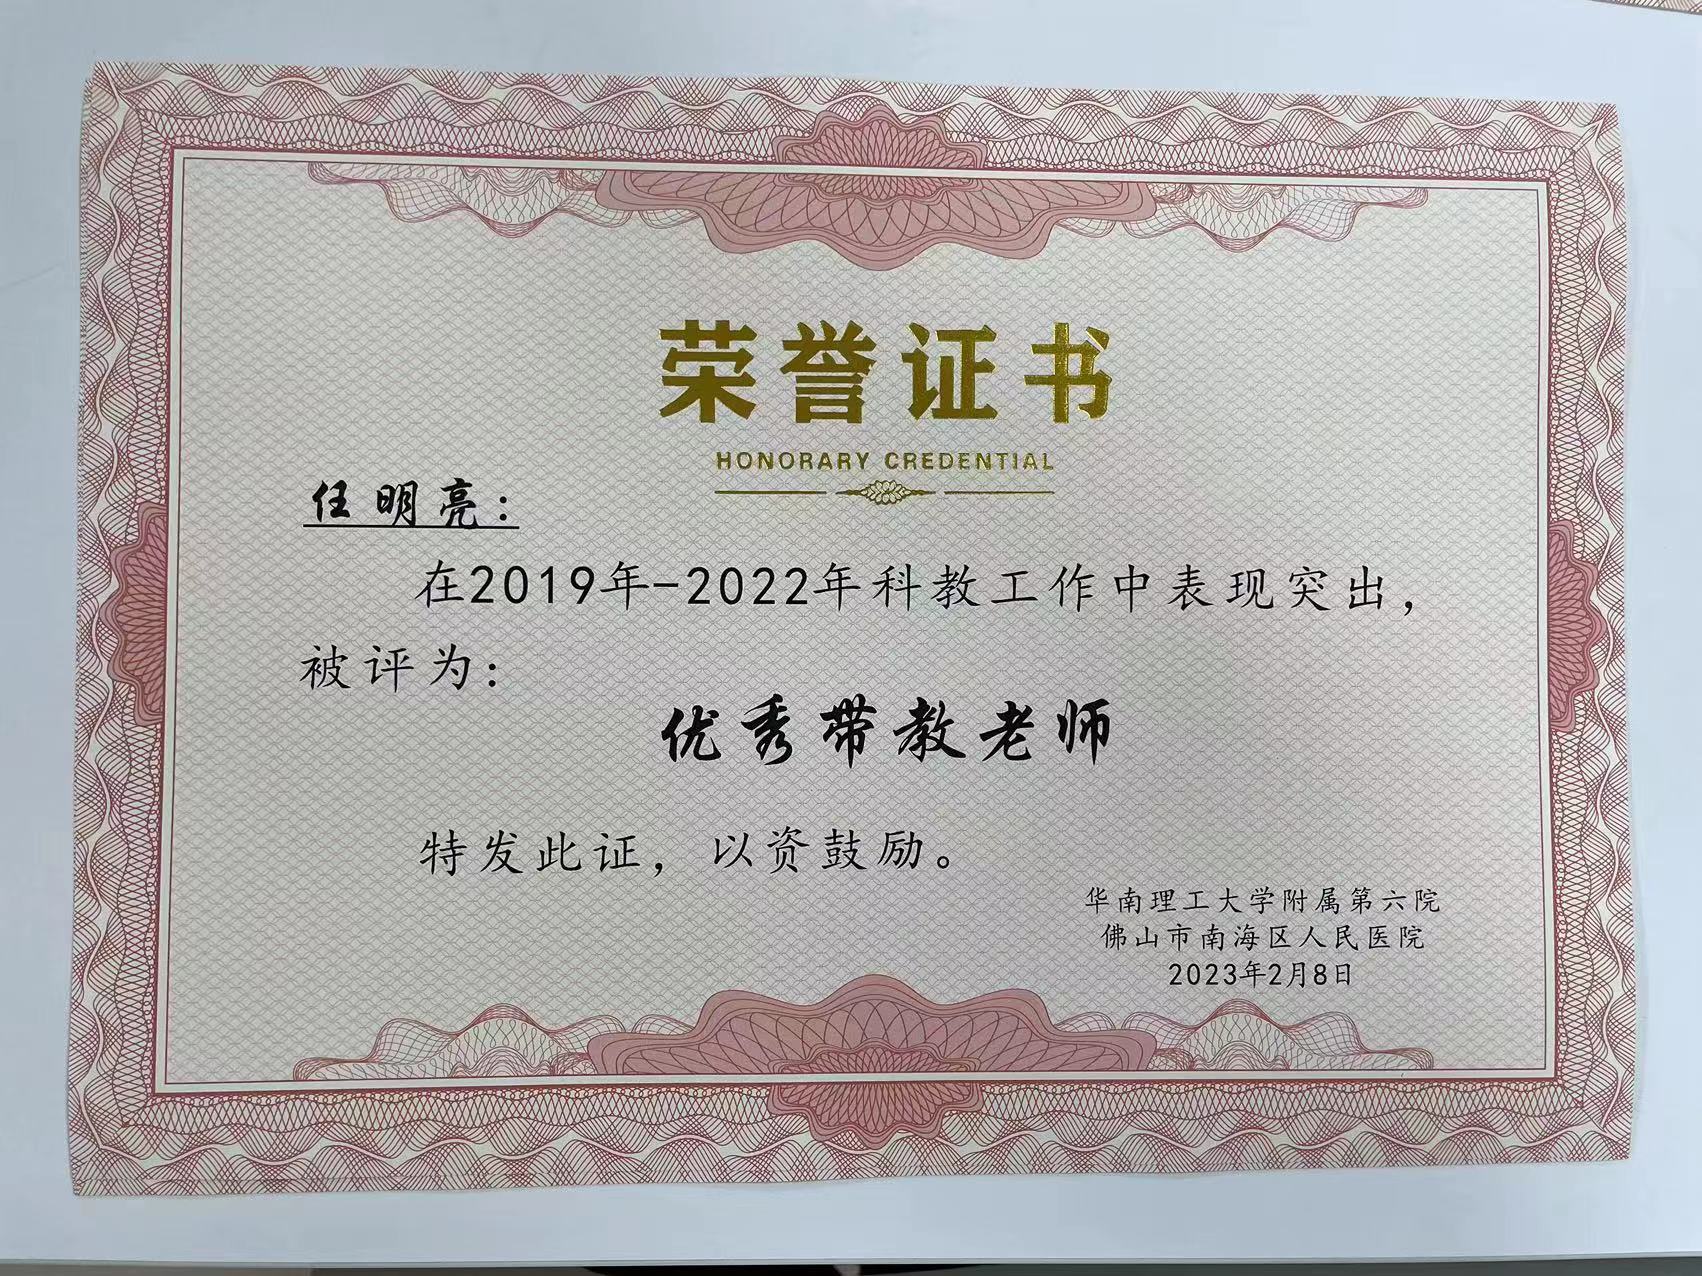 荣誉证书
HONORARY CREDENTIAL
任明亮：
在2019年-2022年科教工作中表现突出，
被评为：
优秀带教老师
特发此证，以资鼓励。
华南理工大学附属第六院
佛山市南海区人民医院
2023年2月8日